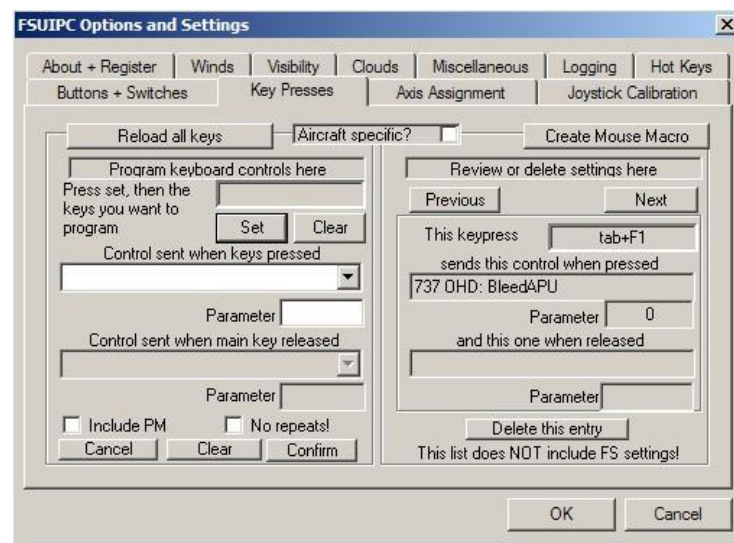 FSUIPC Options and Settings
About + Register Winds Visibility Clouds Miscellaneous Logging Hot Keys
Buttons + Switches Key Presses Axis Assignment Joystick Calibration
Reload all keys Aircraft specific? Create Mouse Macro
Program keyboard controls here
Press set, then the
keys you want to
program
Set Clear
Control sent when keys pressed
Parameter
Control sent when main key released
Parameter
Include PM No repeats!
Cancel Clear Confirm
Review or delete settings here
Previous Next
This keypress tab+F1
sends this control when pressed
737 OHD: BleedAPU
Parameter 0
and this one when released
Parameter
Delete this entry
This list does NOT include FS settings!
OK Cancel